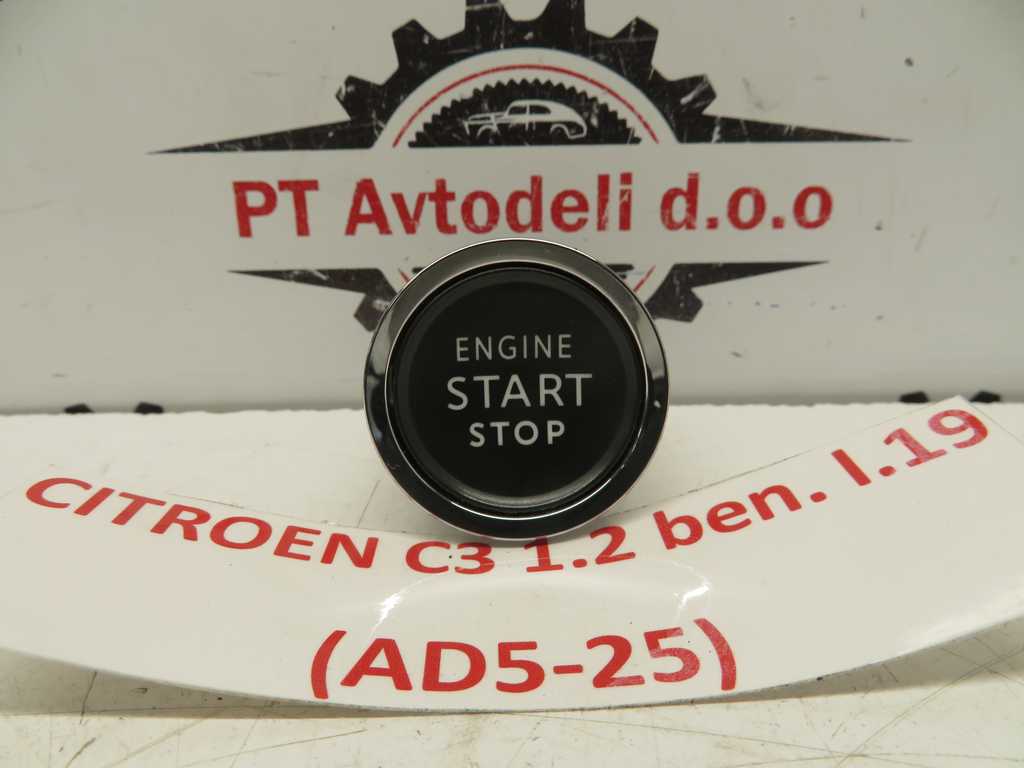 PT Avtodeli d.o.o
ENGINE
START
STOP
CITROEN C3 1.2 ben. l.19
(AD5-25)